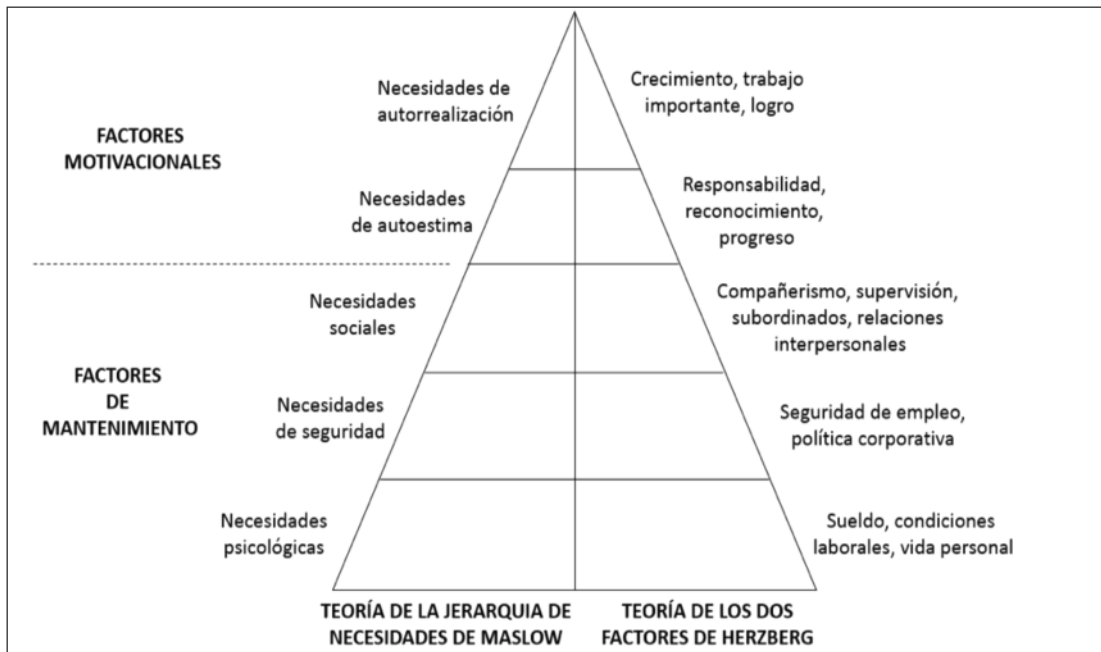 Necesidades de
autorrealización
Crecimiento, trabajo
importante, logro
FACTORES
MOTIVACIONALES
Necesidades
de autoestima
Responsabilidad,
reconocimiento,
progreso
Necesidades
sociales
Compañerismo, supervisión,
subordinados, relaciones
interpersonales
FACTORES
DE
MANTENIMIENTO
Necesidades
de seguridad
Seguridad de empleo,
política corporativa
Necesidades
psicológicas
Sueldo, condiciones
laborales, vida personal
TEORÍA DE LA JERARQUIA DE
NECESIDADES DE MASLOW
TEORÍA DE LOS DOS
FACTORES DE HERZBERG